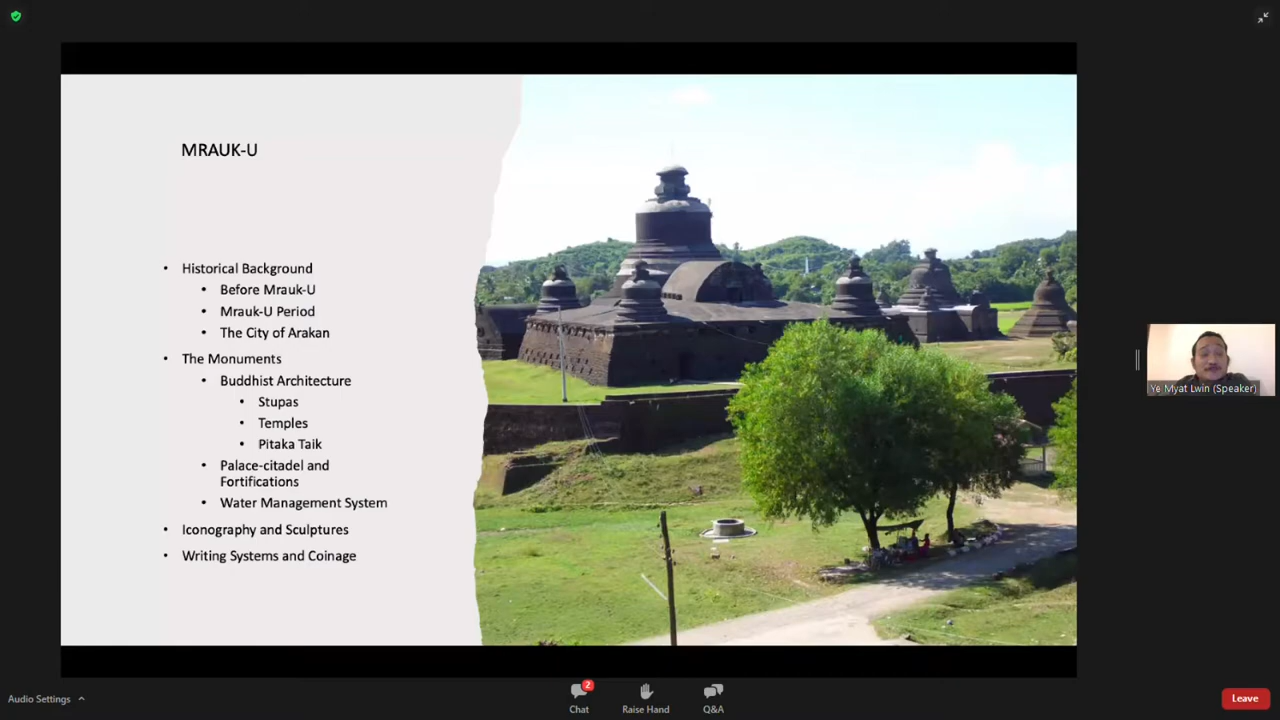 MRAUK-U
• Historical Background
• Before Mrauk-U
• Mrauk-U Period
• The City of Arakan
• The Monuments
• Buddhist Architecture
• Stupas
• Temples
• Pitaka Taik
• Palace-citadel and
Fortifications
• Water Management System
• Iconography and Sculptures
• Writing Systems and Coinage
Ye Myat Lwin (Speaker)
Audio Settings
2
Chat
Raise Hand
Q&A
Leave